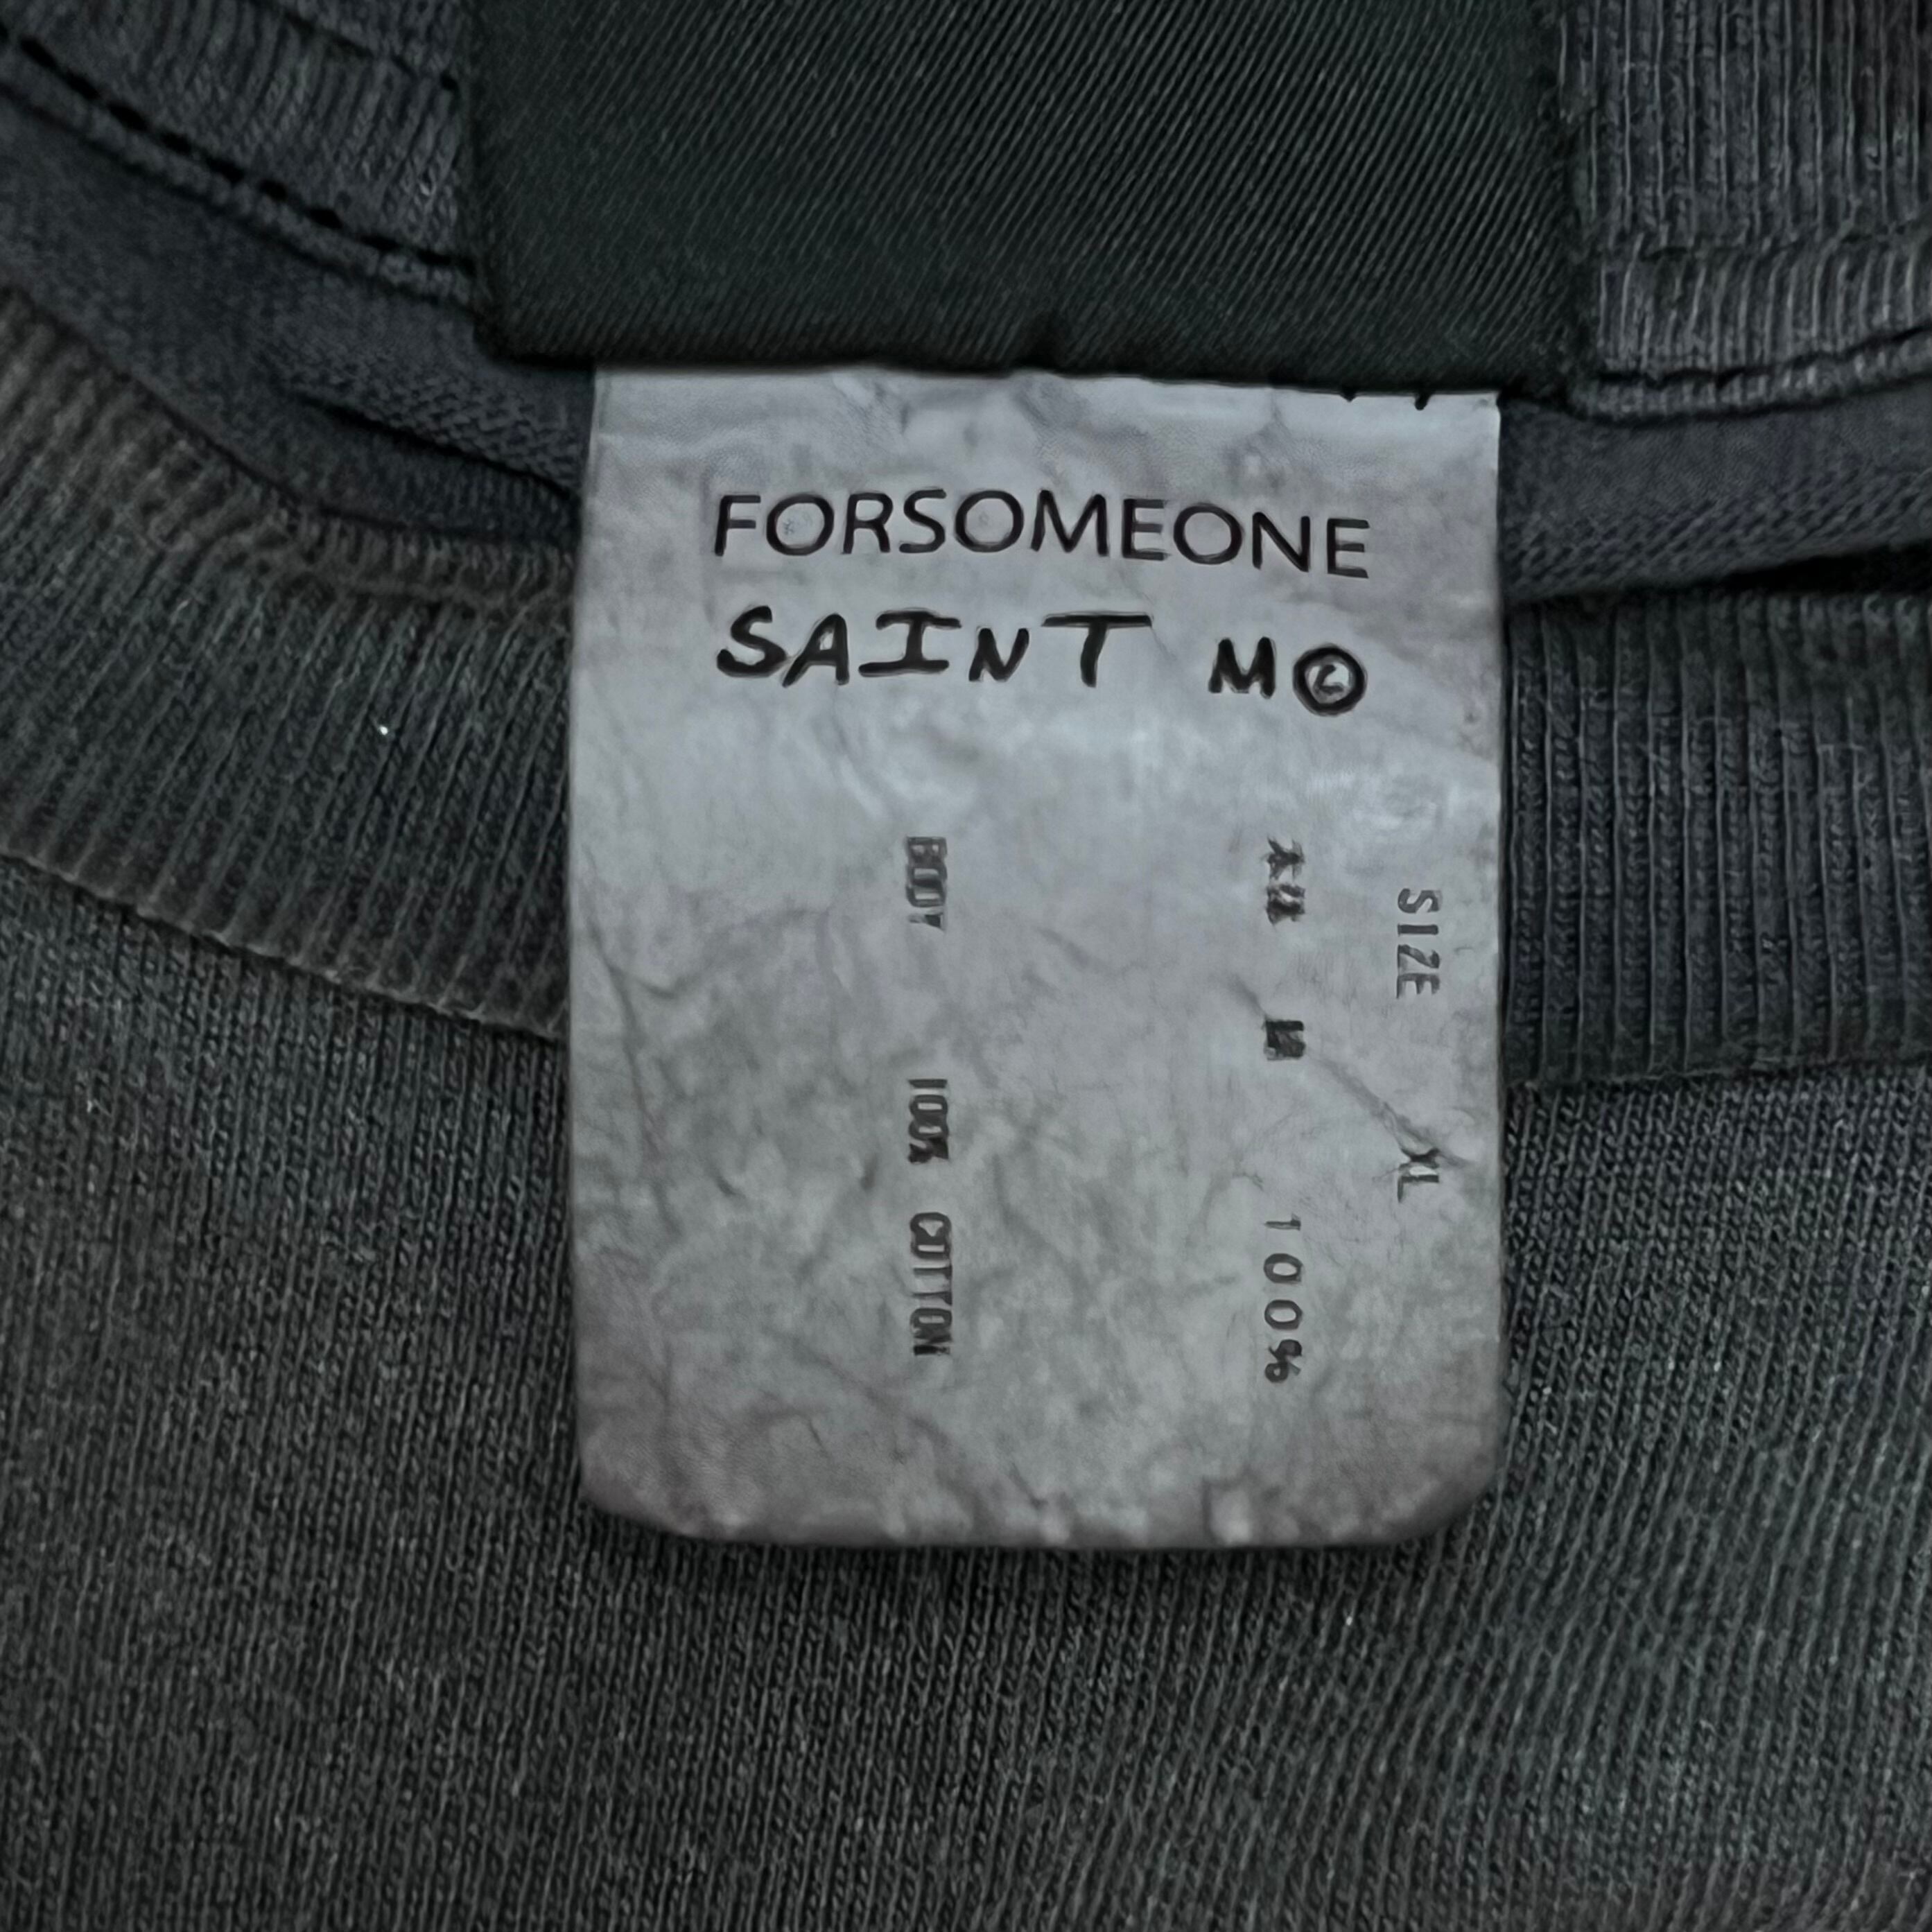 FORSOMEONE
SAINT M©
SIZE XL
100%
BODY 100% COTTON